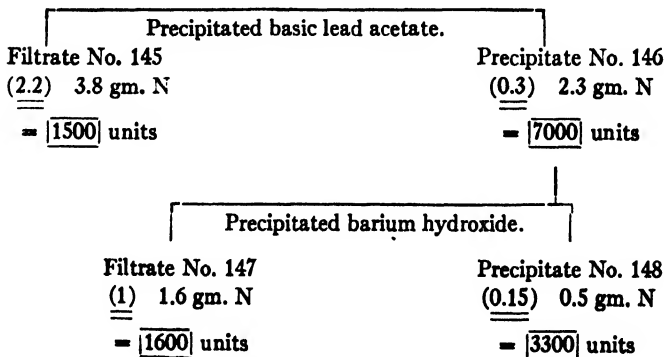 Precipitated basic lead acetate.
Filtrate No. 145 Precipitate No. 146
(2.2) 3.8 gm. N (0.3) 2.3 gm. N
= |1500| units = |7000| units
Precipitated barium hydroxide.
Filtrate No. 147 Precipitate No. 148
(1) 1.6 gm. N (0.15) 0.5 gm. N
= |1600| units = |3300| units